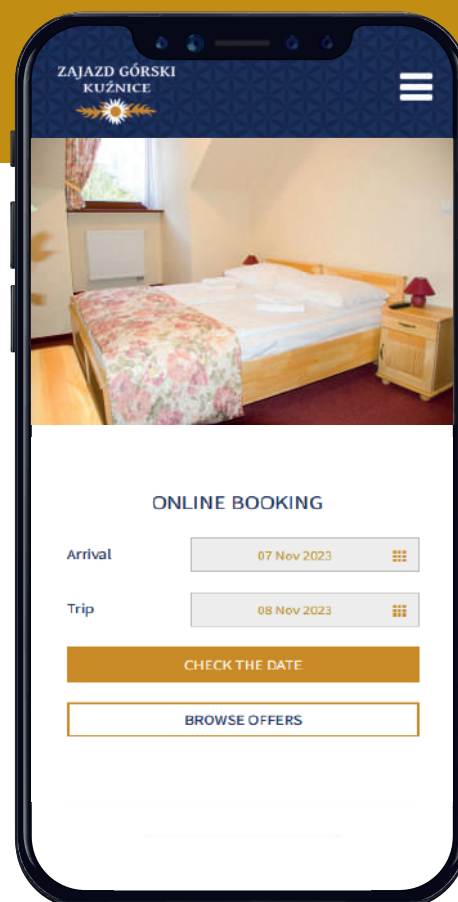 ZAJAZD GÓRSKI
KUŹNICE
ONLINE BOOKING
Arrival
07 Nov 2023
Trip
08 Nov 2023
CHECK THE DATE
BROWSE OFFERS